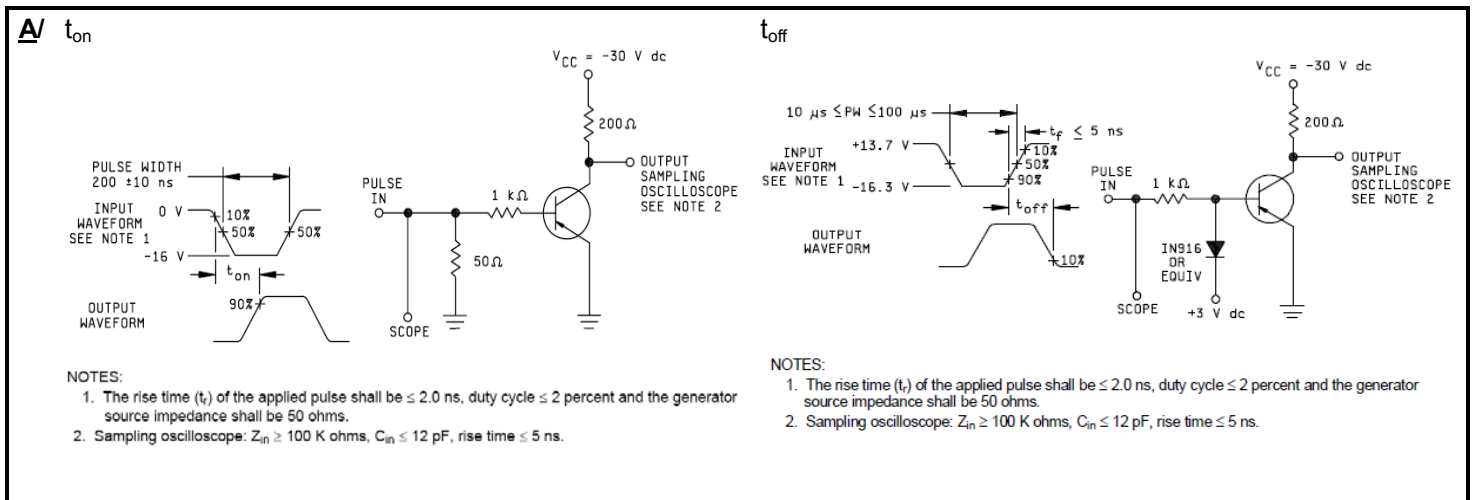 A/ ton
VCC = -30 V dc
200Ω
OUTPUT
SAMPLING
OSCILLOSCOPE
SEE NOTE 2
PULSE WIDTH
200 ±10 ns
INPUT
WAVEFORM
SEE NOTE 1
0 V
10%
50%
50%
-16 V
ton
90%
OUTPUT
WAVEFORM
PULSE
IN
1 kΩ
50Ω
SCOPE
NOTES:
1. The rise time (tr) of the applied pulse shall be ≤ 2.0 ns, duty cycle ≤ 2 percent and the generator
source impedance shall be 50 ohms.
2. Sampling oscilloscope: Zin ≥ 100 K ohms, Cin ≤ 12 pF, rise time ≤ 5 ns.
toff
VCC = -30 V dc
200Ω
OUTPUT
SAMPLING
OSCILLOSCOPE
SEE NOTE 2
10 µs ≤PW ≤100 µs
tf ≤ 5 ns
+13.7 V
10%
50%
90%
INPUT
WAVEFORM
SEE NOTE 1
-16.3 V
toff
OUTPUT
WAVEFORM
10%
PULSE
IN
1 kΩ
IN916
OR
EQUIV
SCOPE
+3 V dc
NOTES:
1. The rise time (tr) of the applied pulse shall be ≤ 2.0 ns, duty cycle ≤ 2 percent and the generator
source impedance shall be 50 ohms.
2. Sampling oscilloscope: Zin ≥ 100 K ohms, Cin ≤ 12 pF, rise time ≤ 5 ns.